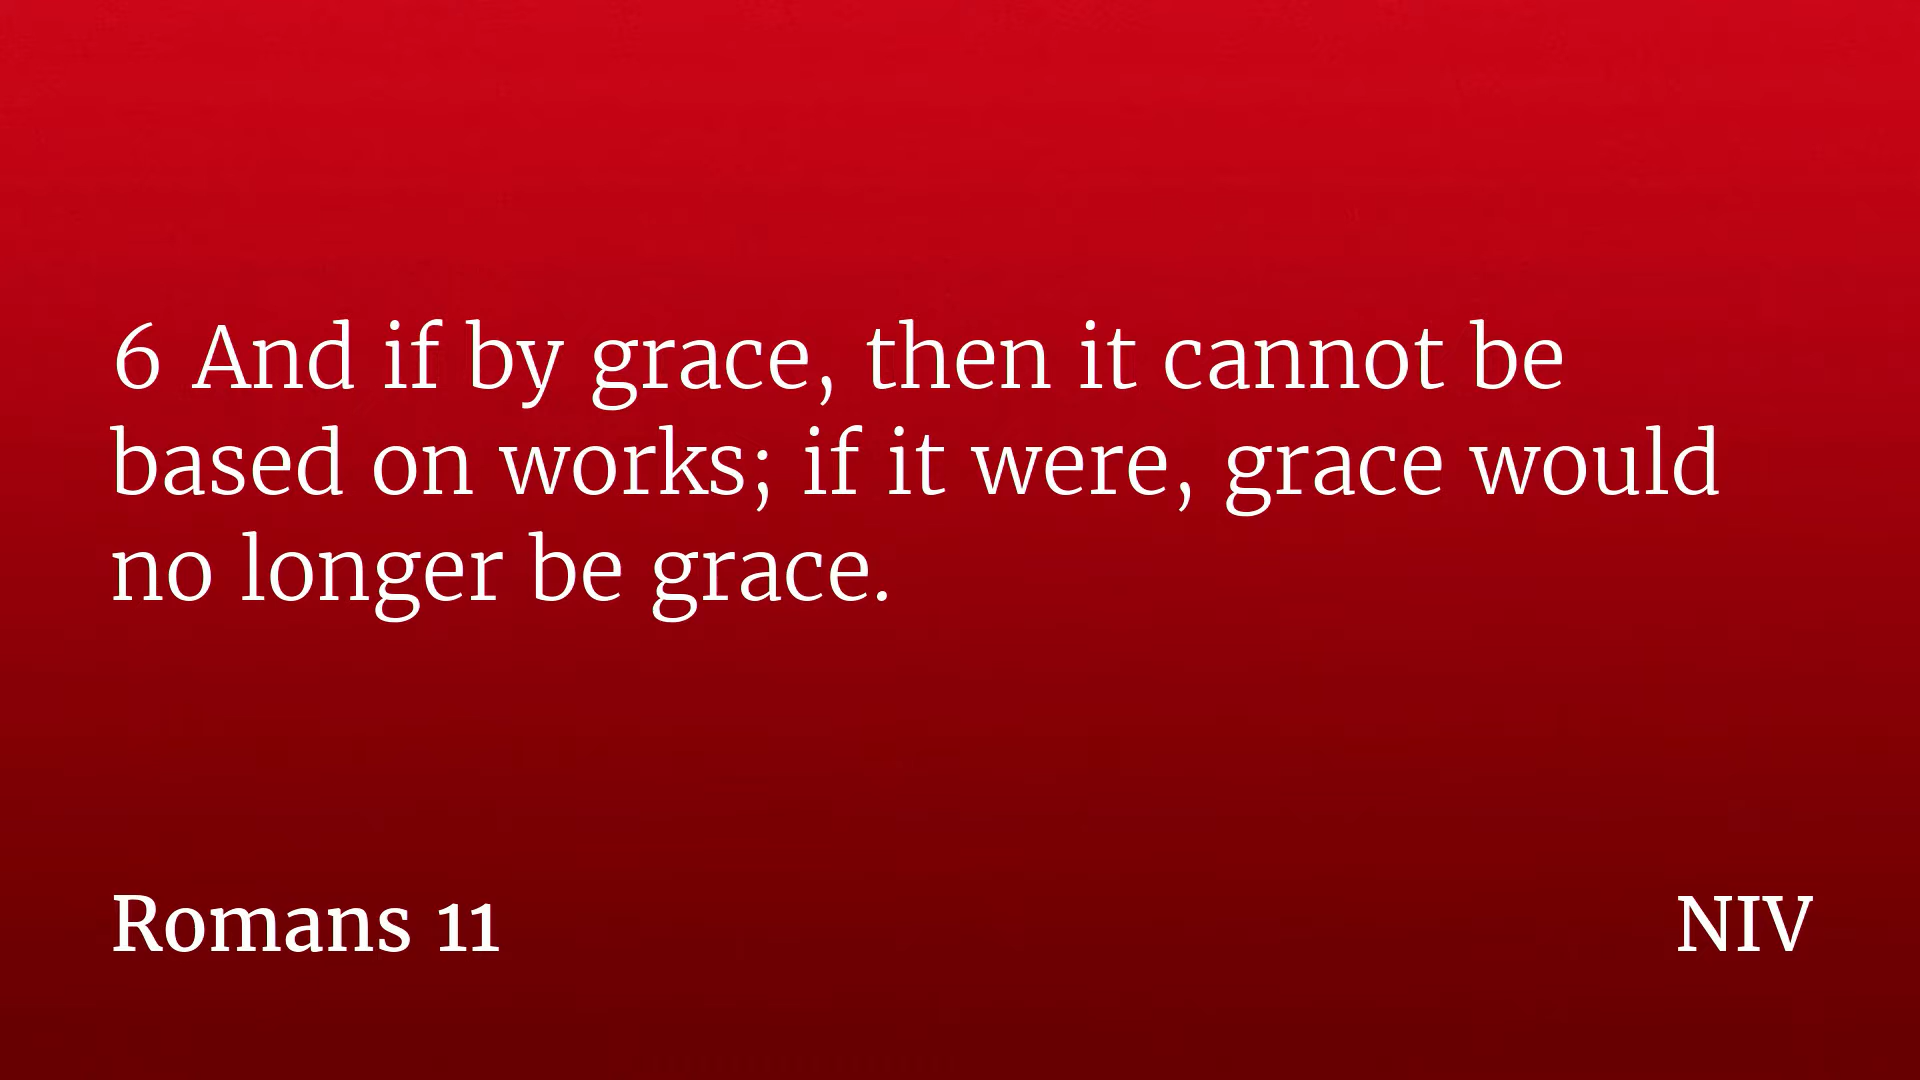 6 And if by grace, then it cannot be
based on works; if it were, grace would
no longer be grace.
Romans 11
NIV